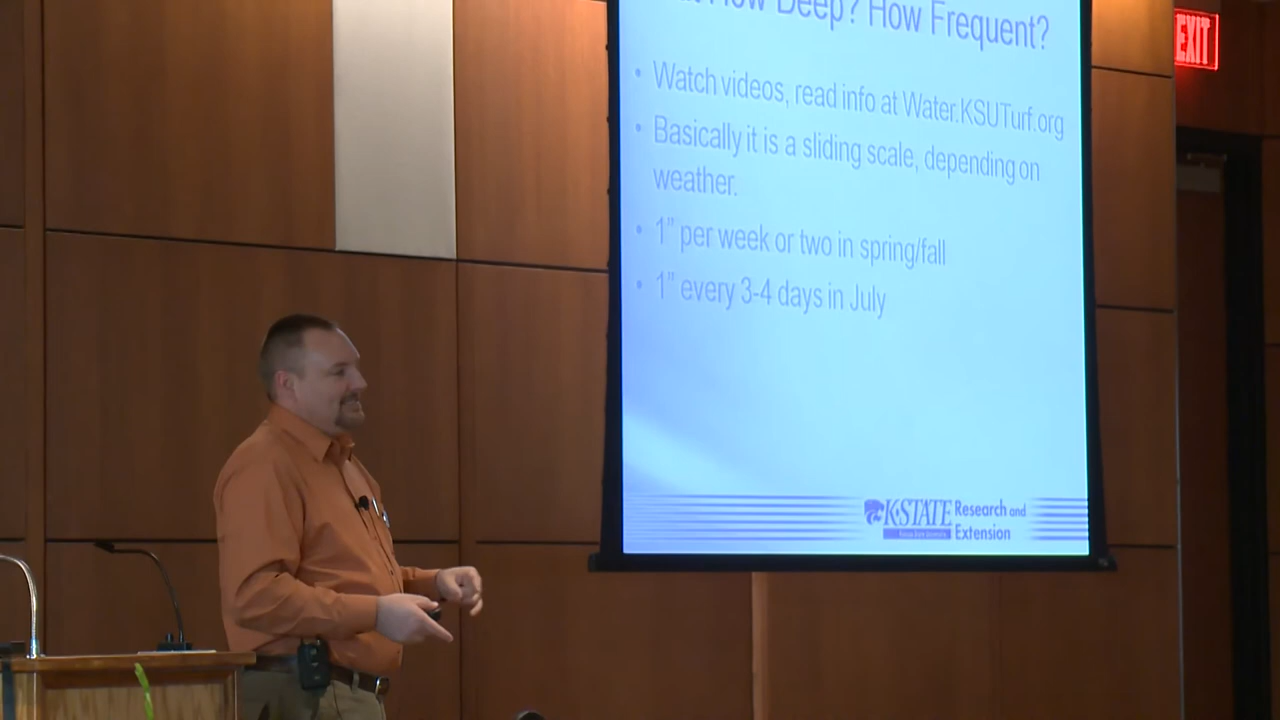 How Deep? How Frequent?
EXIT
• Watch videos, read info at Water.KSUTurf.org
• Basically it is a sliding scale, depending on
weather.
• 1” per week or two in spring/fall
• 1” every 3-4 days in July
K-STATE
Research and
Extension